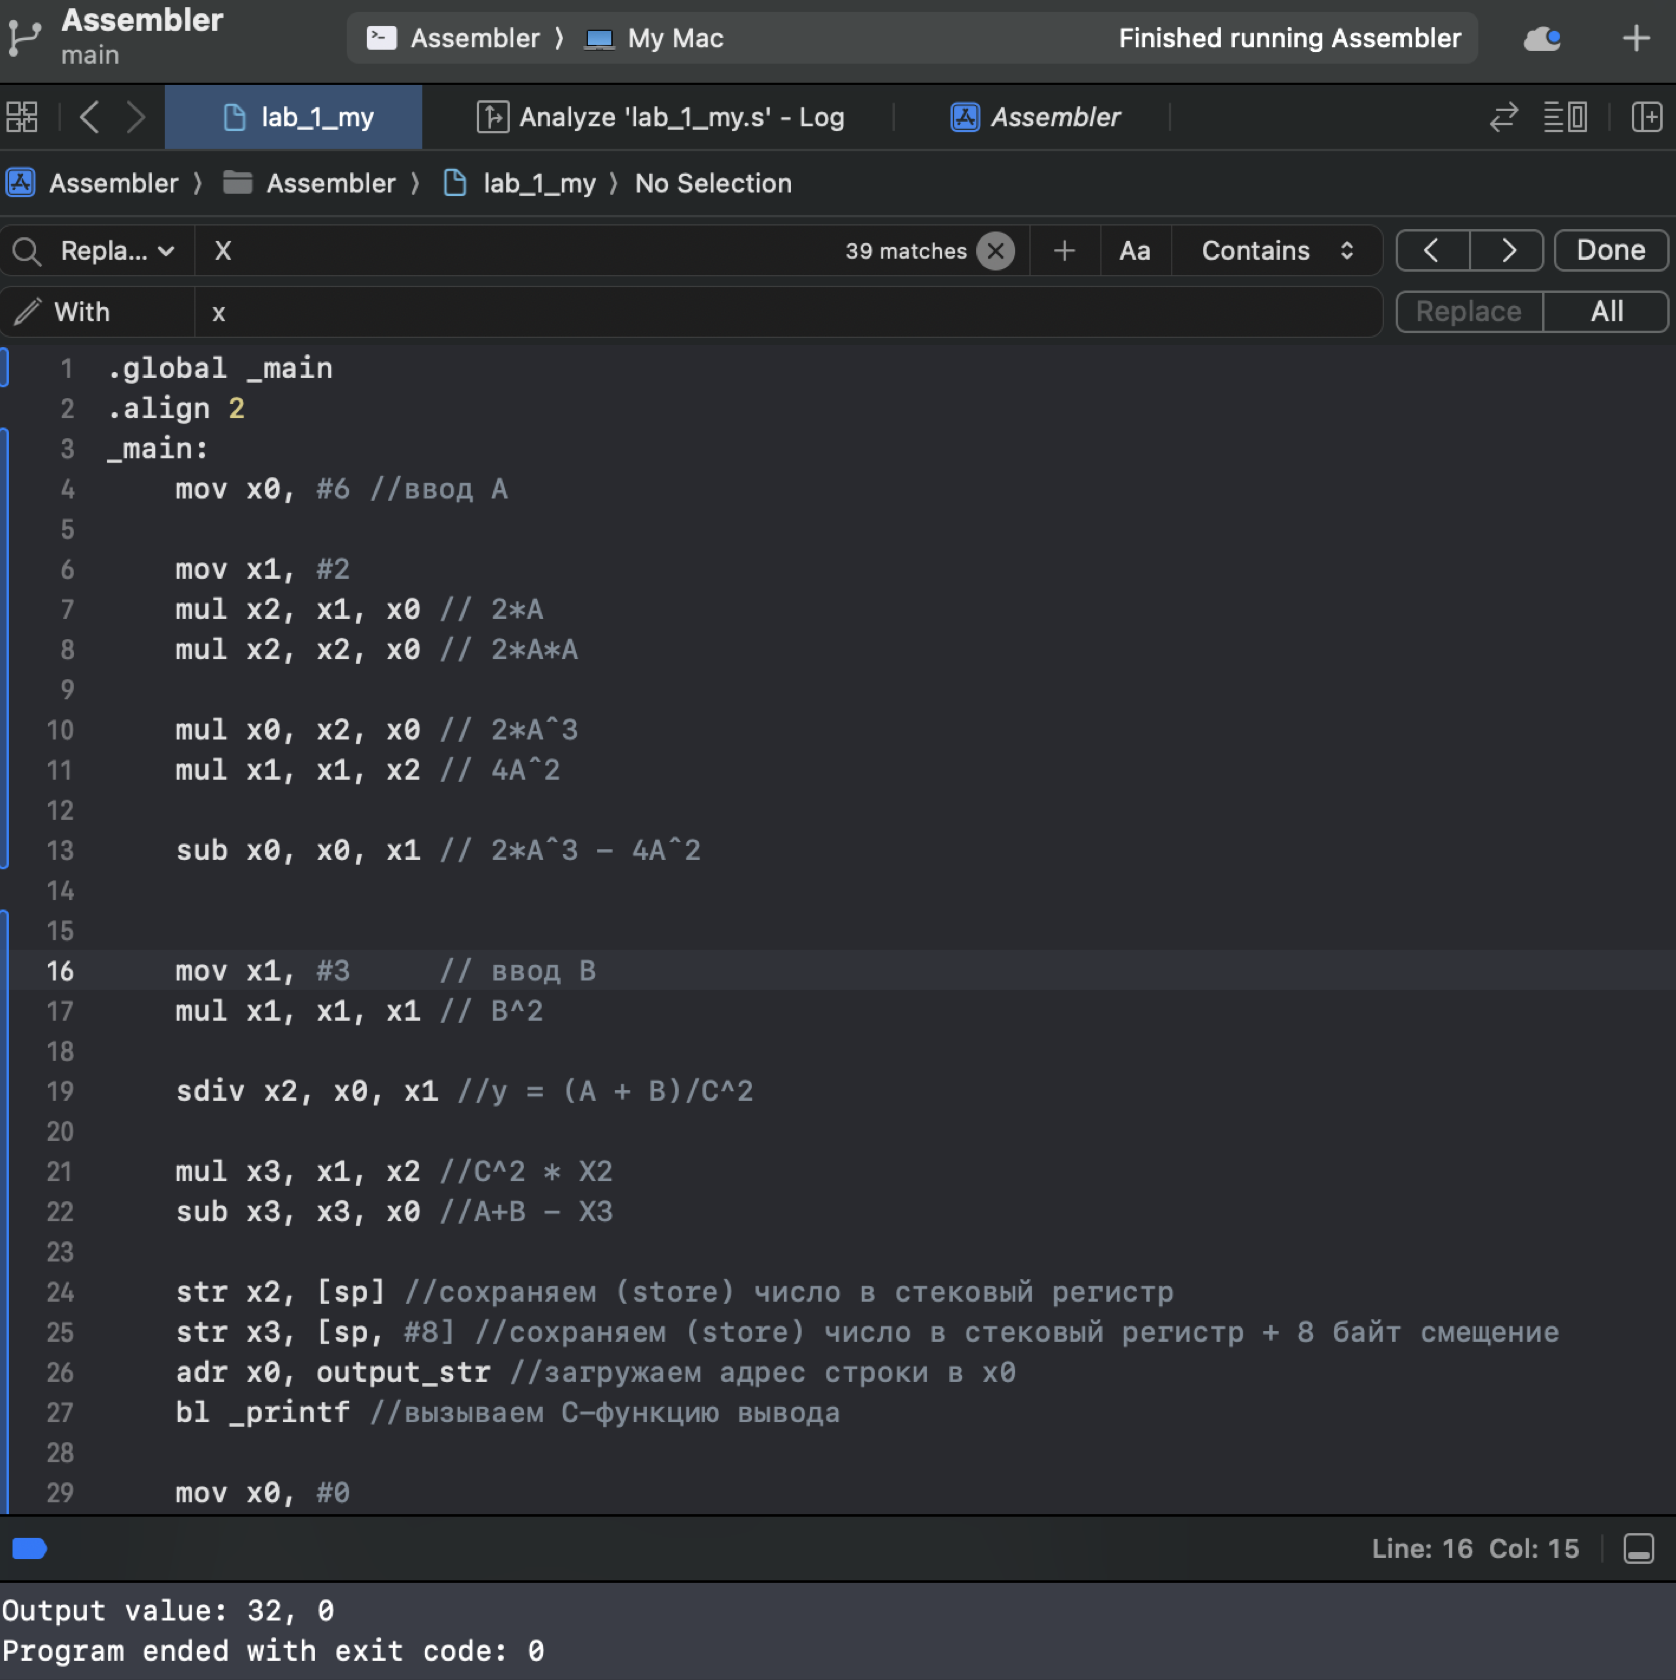 Assembler
main
Assembler 〉 My Mac
Finished running Assembler
lab_1_my
Analyze 'lab_1_my.s' - Log
Assembler
Assembler 〉 Assembler 〉 lab_1_my 〉 No Selection
Repla... X 39 matches Aa Contains Done
With x Replace All
1 .global _main
2 .align 2
3 _main:
4 mov x0, #6 //ввод A
5
6 mov x1, #2
7 mul x2, x1, x0 // 2*A
8 mul x2, x2, x0 // 2*A*A
9
10 mul x0, x2, x0 // 2*Aˆ3
11 mul x1, x1, x2 // 4Aˆ2
12
13 sub x0, x0, x1 // 2*Aˆ3 – 4Aˆ2
14
15
16 mov x1, #3 // ввод B
17 mul x1, x1, x1 // B^2
18
19 sdiv x2, x0, x1 //y = (A + B)/C^2
20
21 mul x3, x1, x2 //C^2 * X2
22 sub x3, x3, x0 //A+B – X3
23
24 str x2, [sp] //сохраняем (store) число в стековый регистр
25 str x3, [sp, #8] //сохраняем (store) число в стековый регистр + 8 байт смещение
26 adr x0, output_str //загружаем адрес строки в x0
27 bl _printf //вызываем С-функцию вывода
28
29 mov x0, #0
Line: 16 Col: 15
Output value: 32, 0
Program ended with exit code: 0